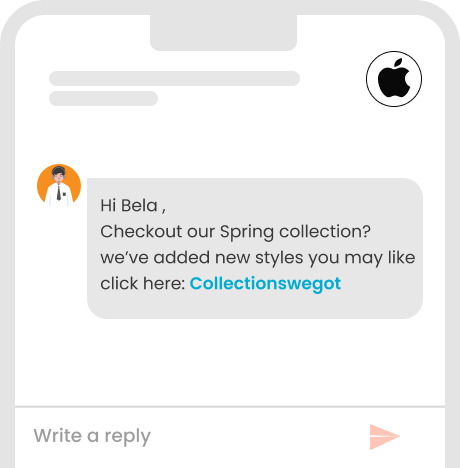 Hi Bela ,
Checkout our Spring collection?
we’ve added new styles you may like
click here: Collectionswegot
Write a reply